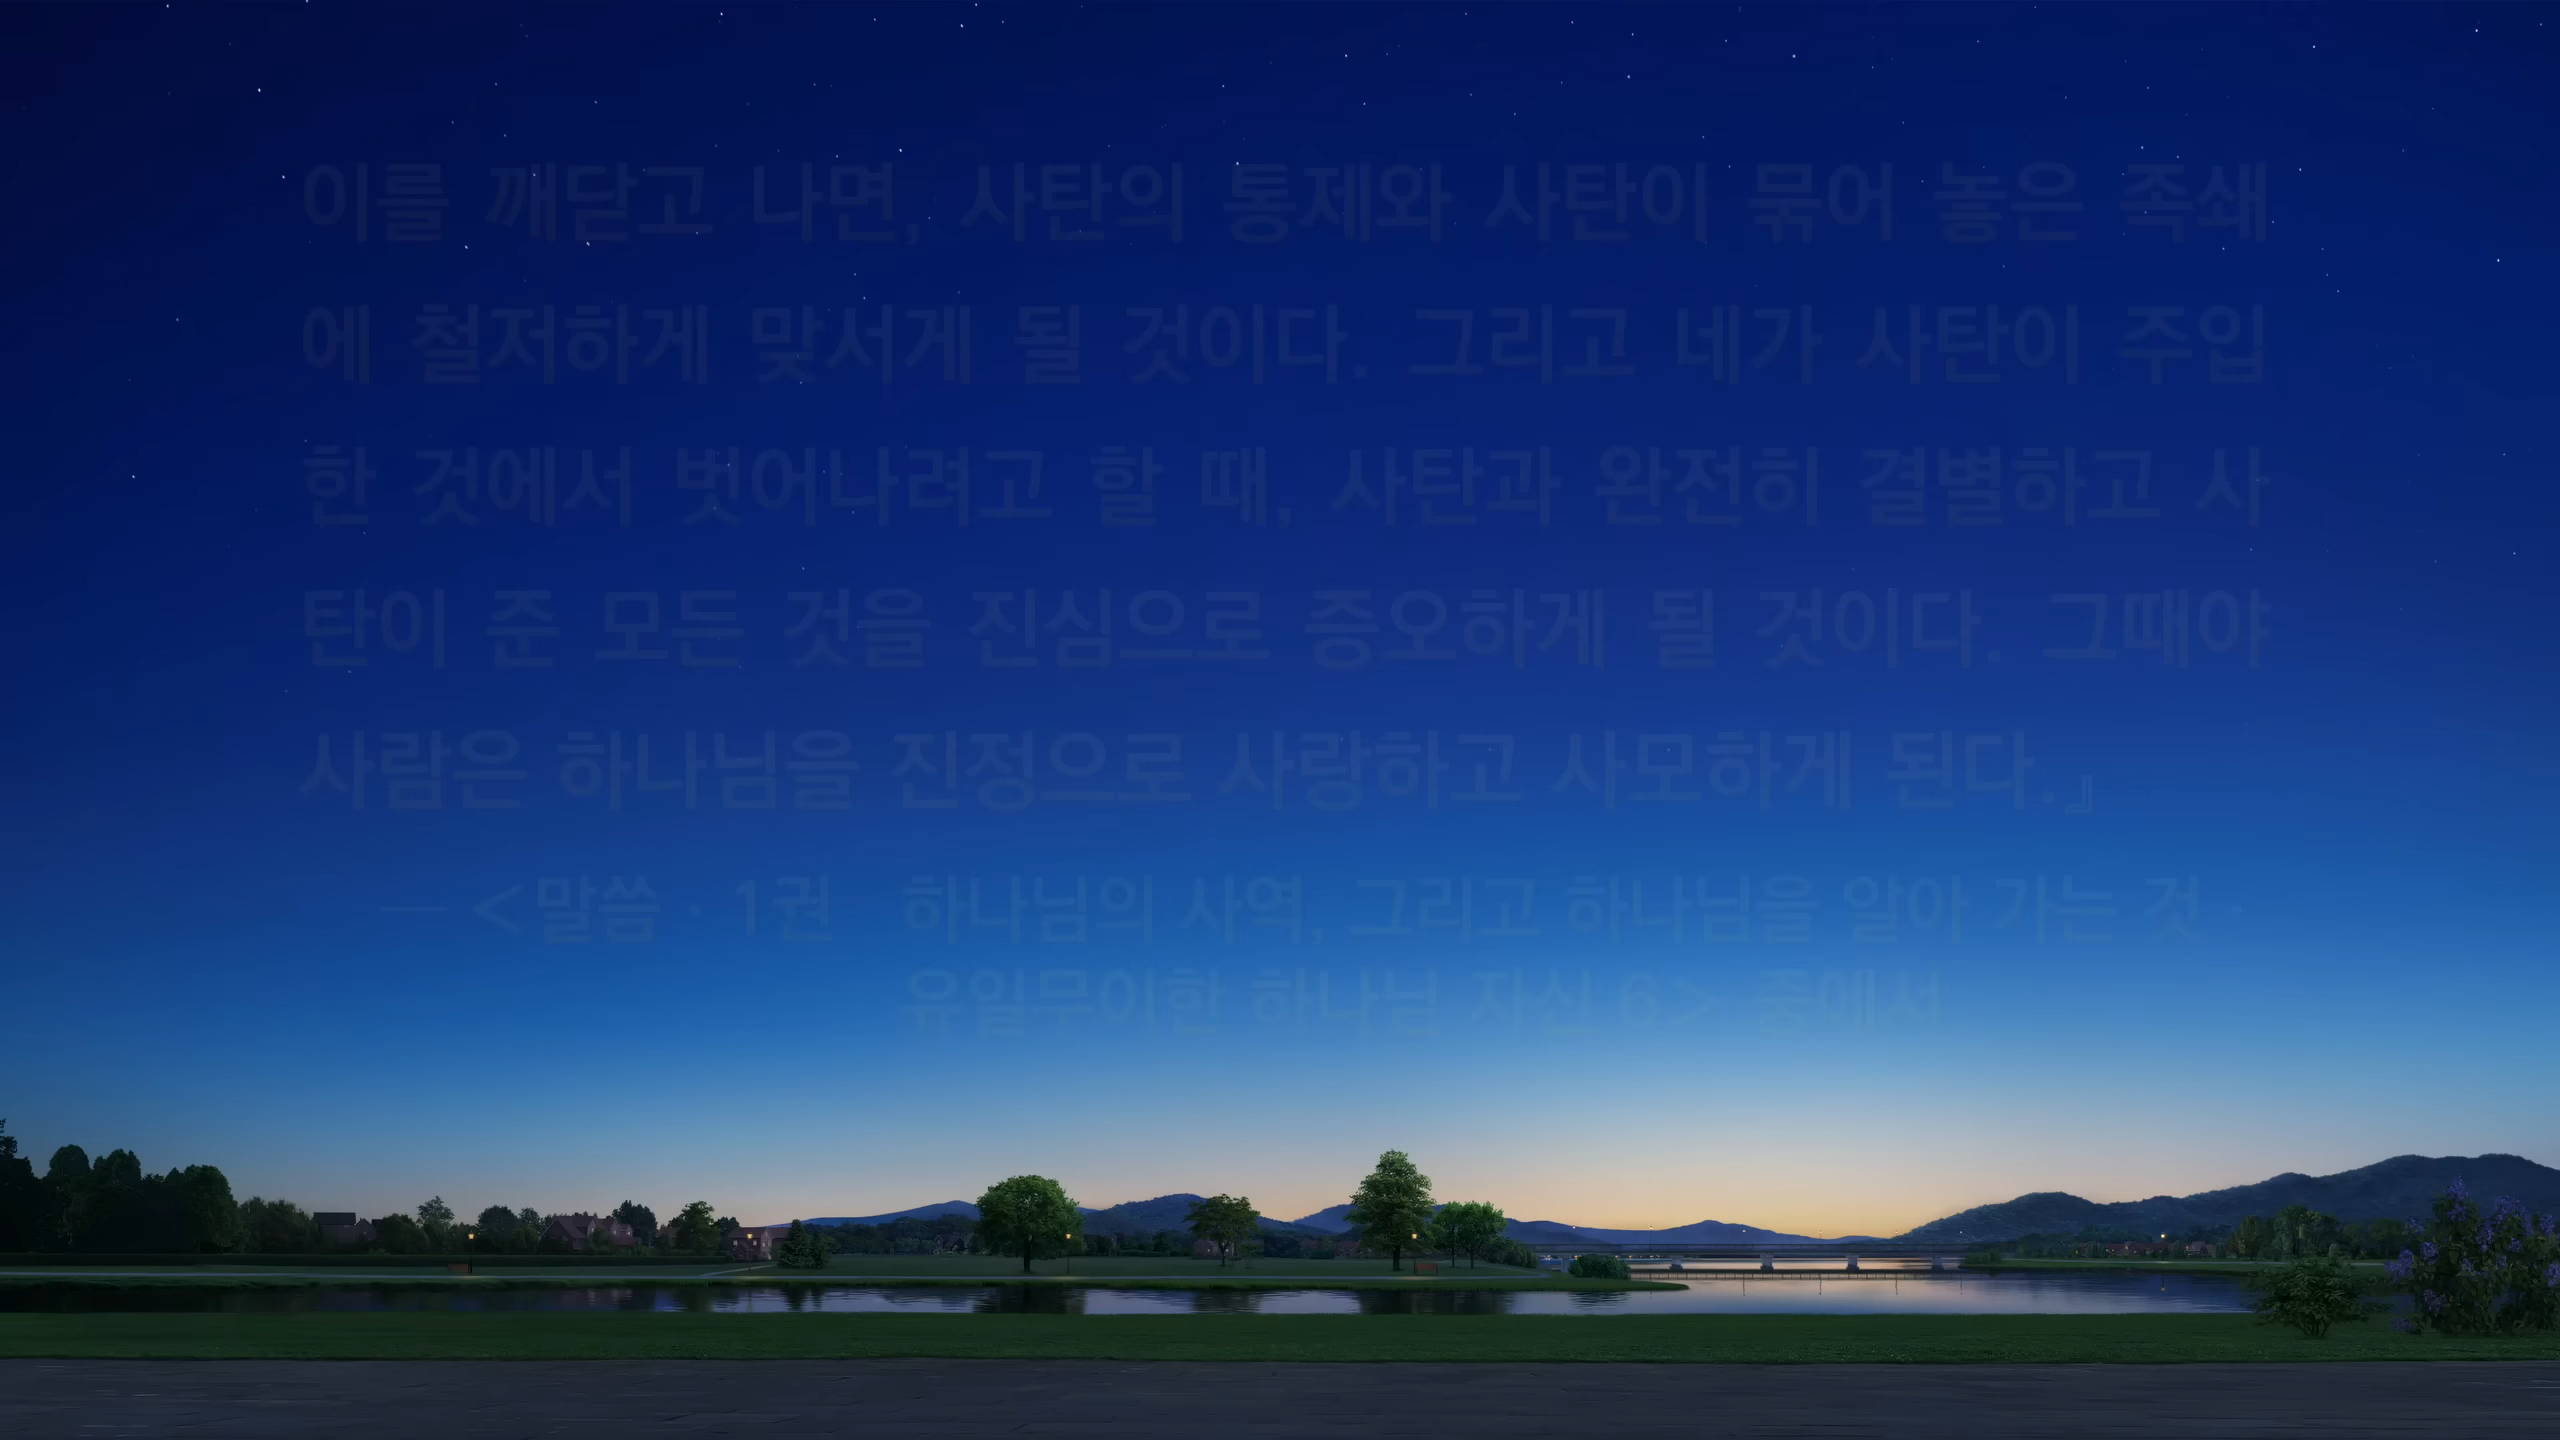 이를 깨닫고 나면, 사탄의 통제와 사탄이 묶어 놓은 족쇄
에 철저하게 맞서게 될 것이다. 그리고 네가 사탄이 주입
한 것에서 벗어나려고 할 때, 사탄과 완전히 결별하고 사
탄이 준 모든 것을 진심으로 증오하게 될 것이다. 그때야
사람은 하나님을 진정으로 사랑하고 사모하게 된다.』
― <말씀 · 1권 하나님의 사역, 그리고 하나님을 알아 가는 것 ·
유일무이한 하나님 자신 6> 중에서